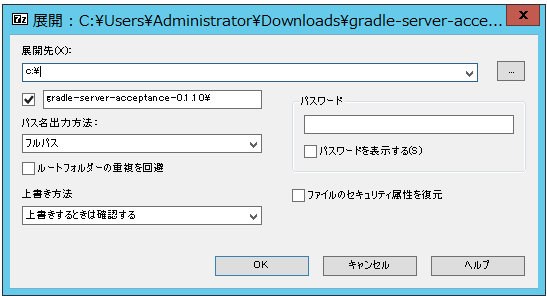 7z 展開 : C:¥Users¥Administrator¥Downloads¥gradle-server-acce...
展開先(X):
c:¥
...
gradle-server-acceptance-0.1.10¥
パス名出力方法:
フルパス
ルートフォルダーの重複を回避
上書き方法
上書きするときは確認する
パスワード
パスワードを表示する(S)
ファイルのセキュリティ属性を復元
OK
キャンセル
ヘルプ